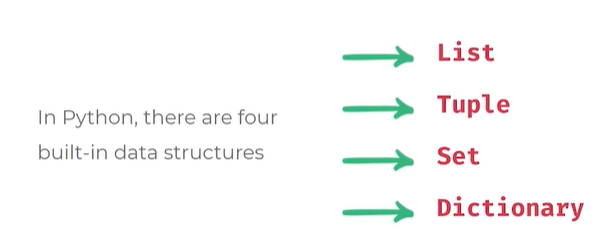 In Python, there are four
built-in data structures
List
Tuple
Set
Dictionary